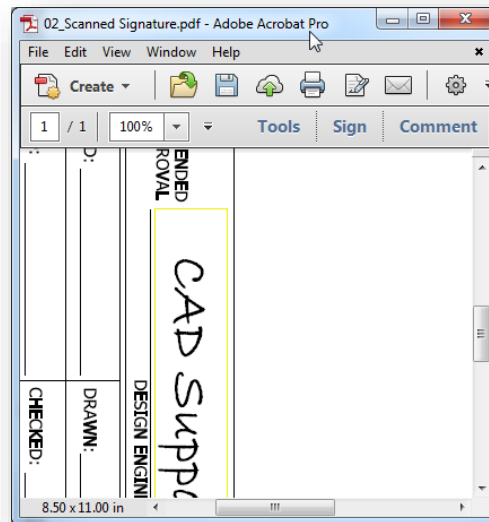 02_Scanned Signature.pdf - Adobe Acrobat Pro
File Edit View Window Help
Create
1 / 1 100% Tools Sign Comment
ENDED
ROVAL
CAD Suppo
DESIGN ENGIN
DRAWN:
D:
CHECKED:
8.50 x 11.00 in